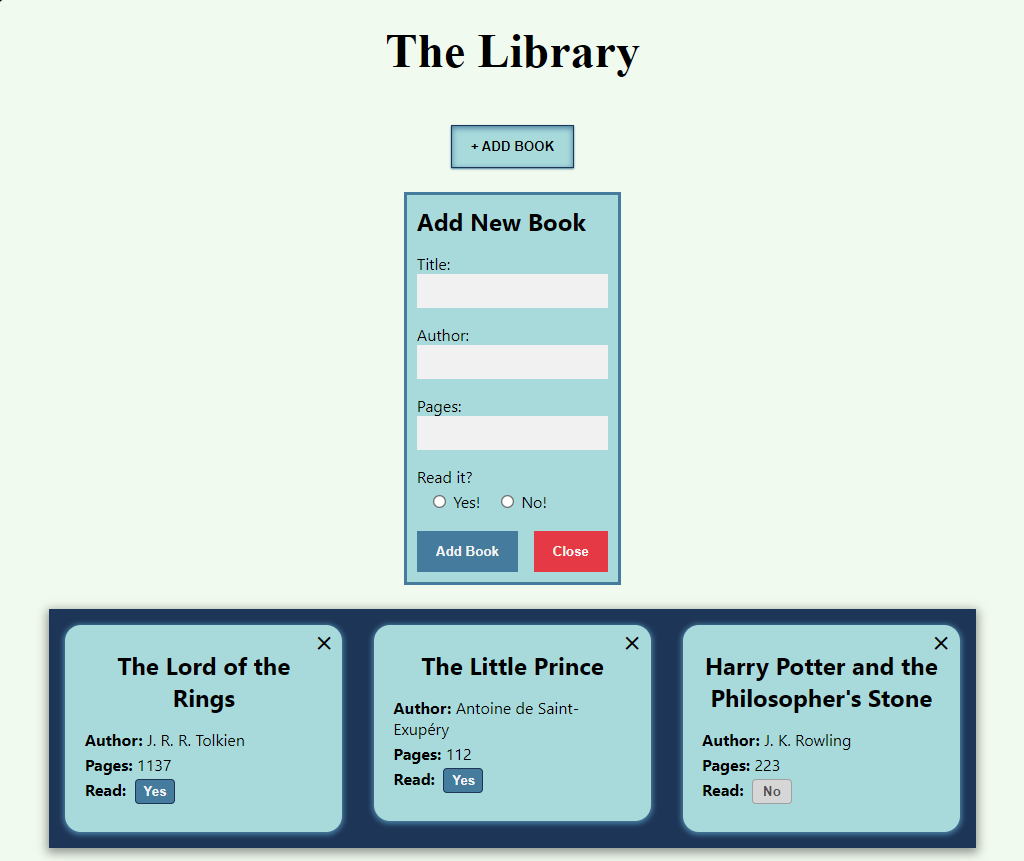 The Library
+ ADD BOOK
Add New Book
Title:
Author:
Pages:
Read it?
Yes! No!
Add Book Close
The Lord of the
Rings
Author: J. R. R. Tolkien
Pages: 1137
Read: Yes
The Little Prince
Author: Antoine de Saint-
Exupéry
Pages: 112
Read: Yes
Harry Potter and the
Philosopher's Stone
Author: J. K. Rowling
Pages: 223
Read: No